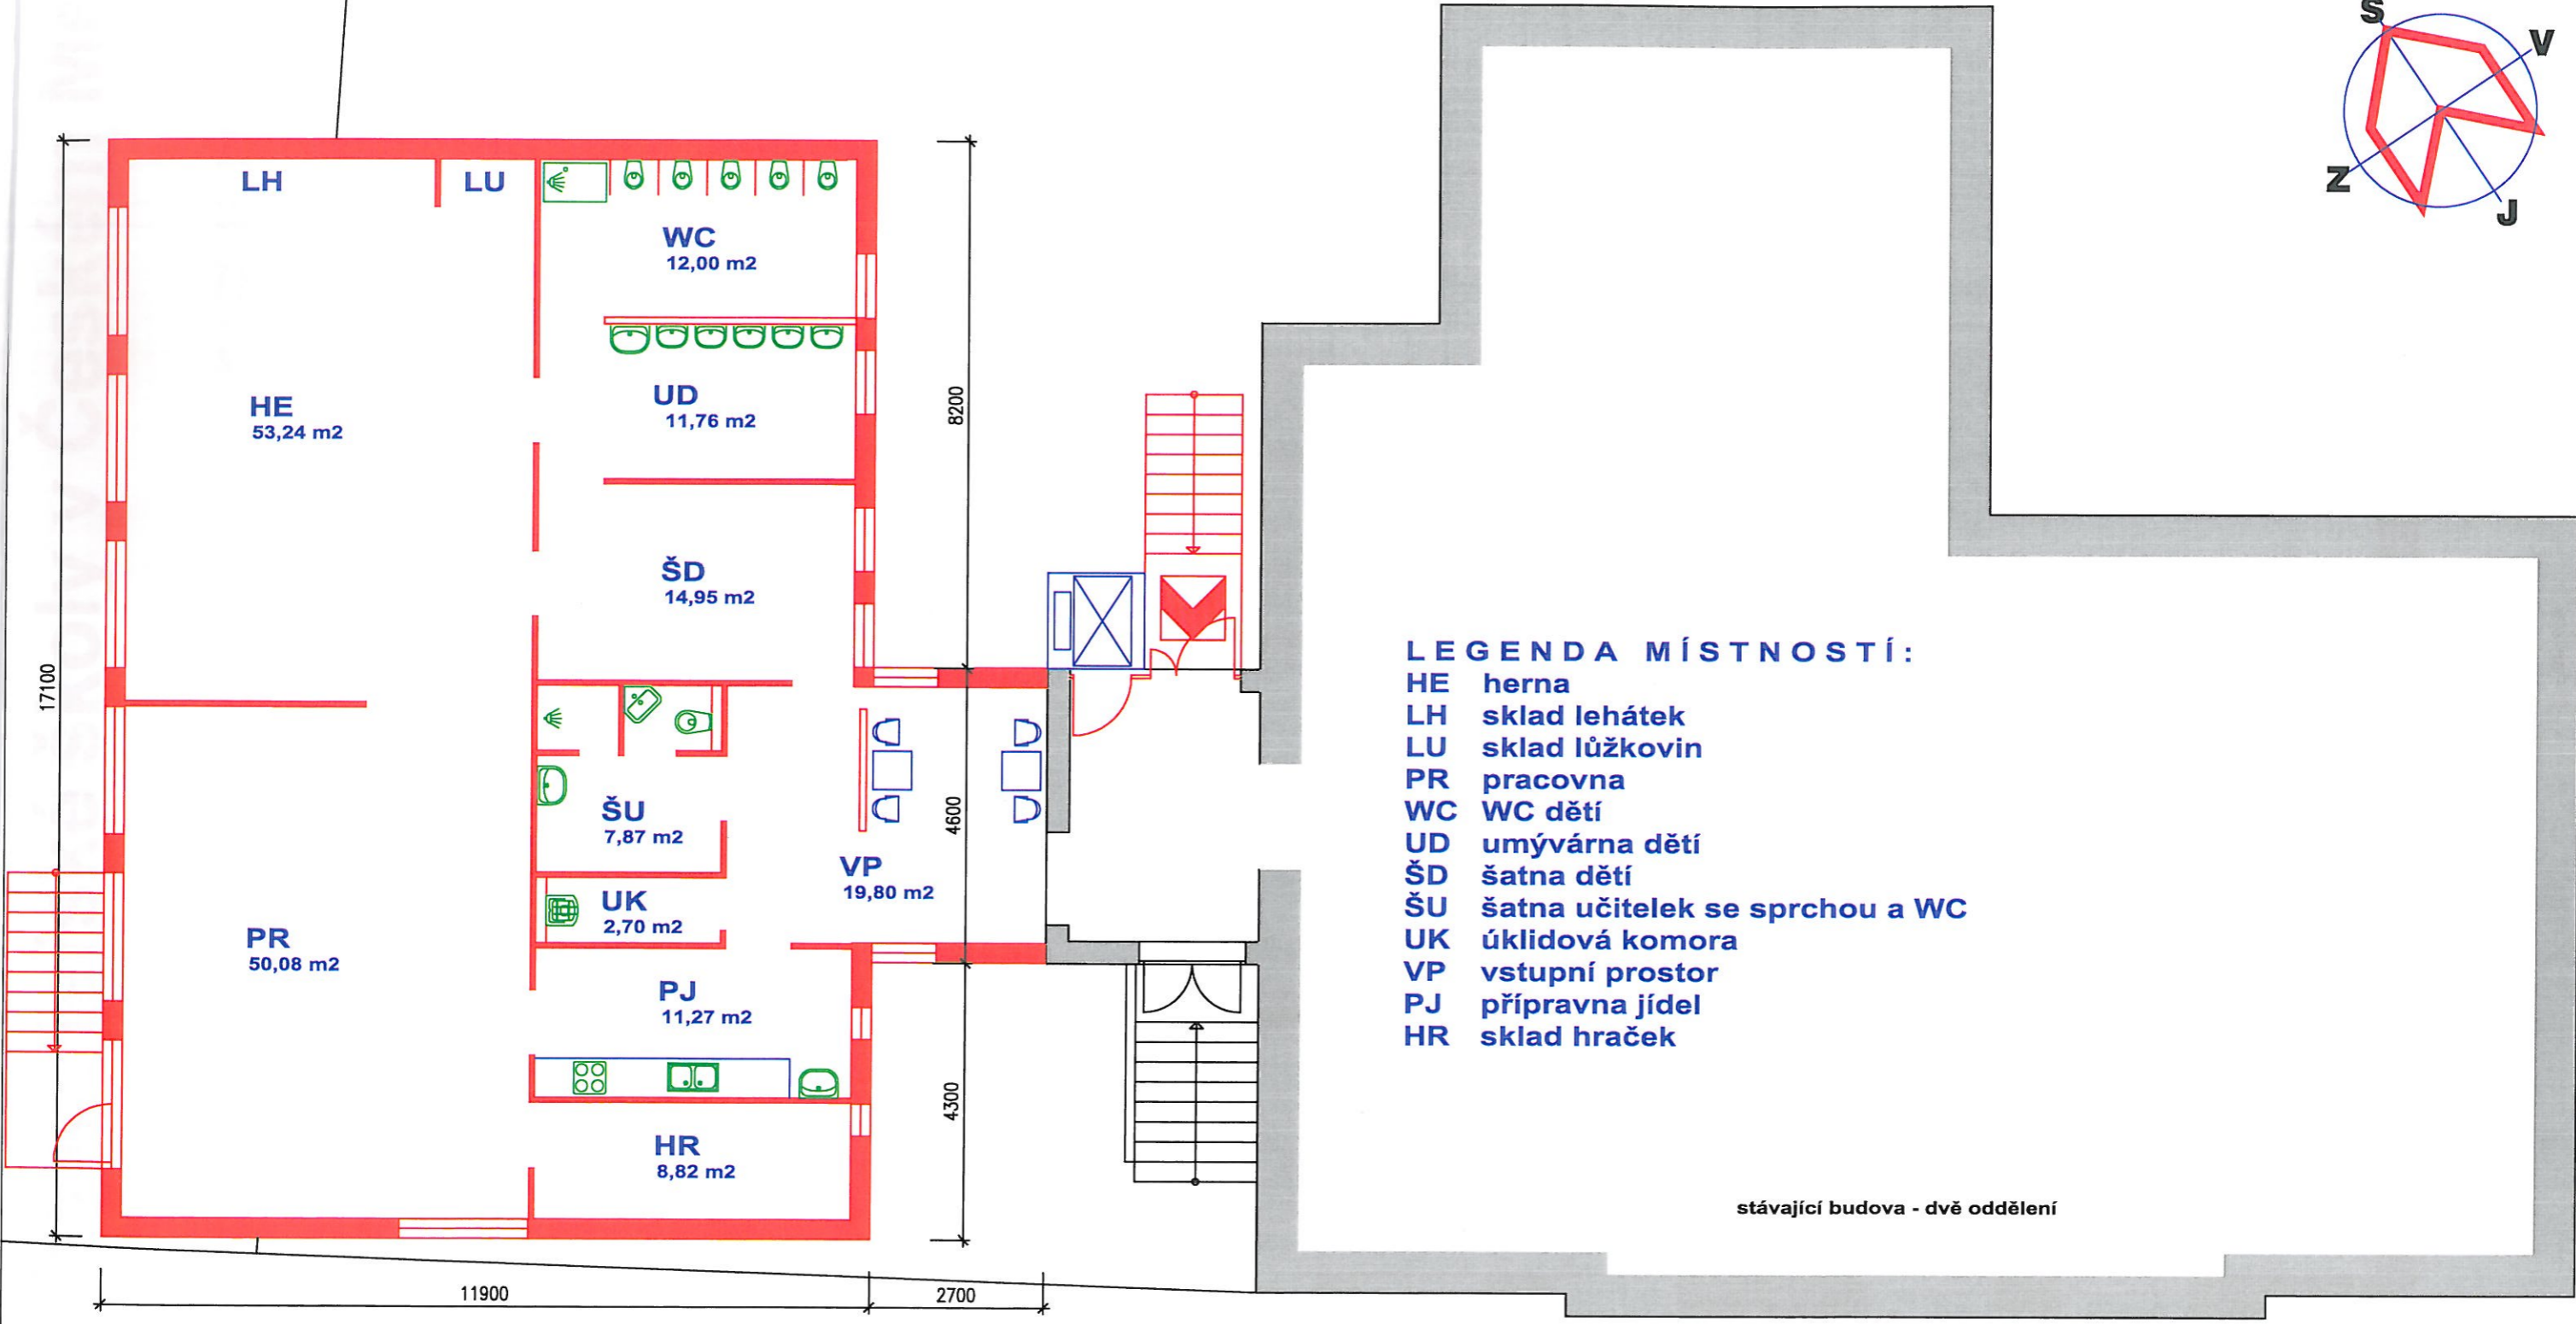 S
V
Z
J
LH
LU
WC
12,00 m2
HE
53,24 m2
UD
11,76 m2
ŠD
14,95 m2
ŠU
7,87 m2
UK
2,70 m2
VP
19,80 m2
PR
50,08 m2
PJ
11,27 m2
HR
8,82 m2
17100
8200
4600
4300
11900
2700
LEGENDA MÍSTNOSTÍ:
HE herna
LH sklad lehátek
LU sklad lůžkovin
PR pracovna
WC WC dětí
UD umývárna dětí
ŠD šatna dětí
ŠU šatna učitelek se sprchou a WC
UK úklidová komora
VP vstupní prostor
PJ přípravna jídel
HR sklad hraček
stávající budova - dvě oddělení